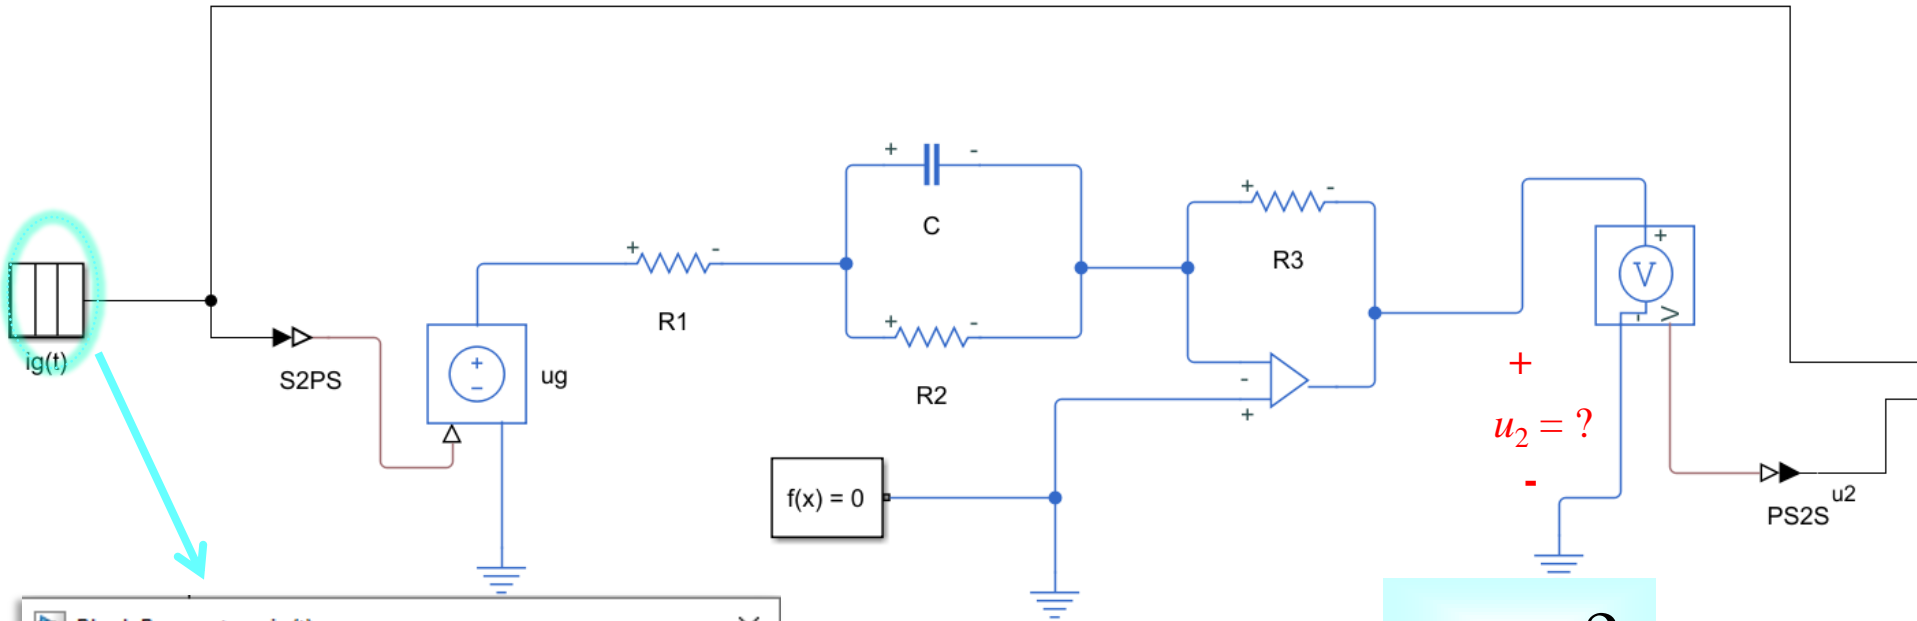 + -
C
+ -
R1
+ -
R2
+ -
R3
-
+
+
V
-
V
ig(t)
S2PS
+
-
ug
f(x) = 0
+
u2 = ?
-
u2
PS2S
?